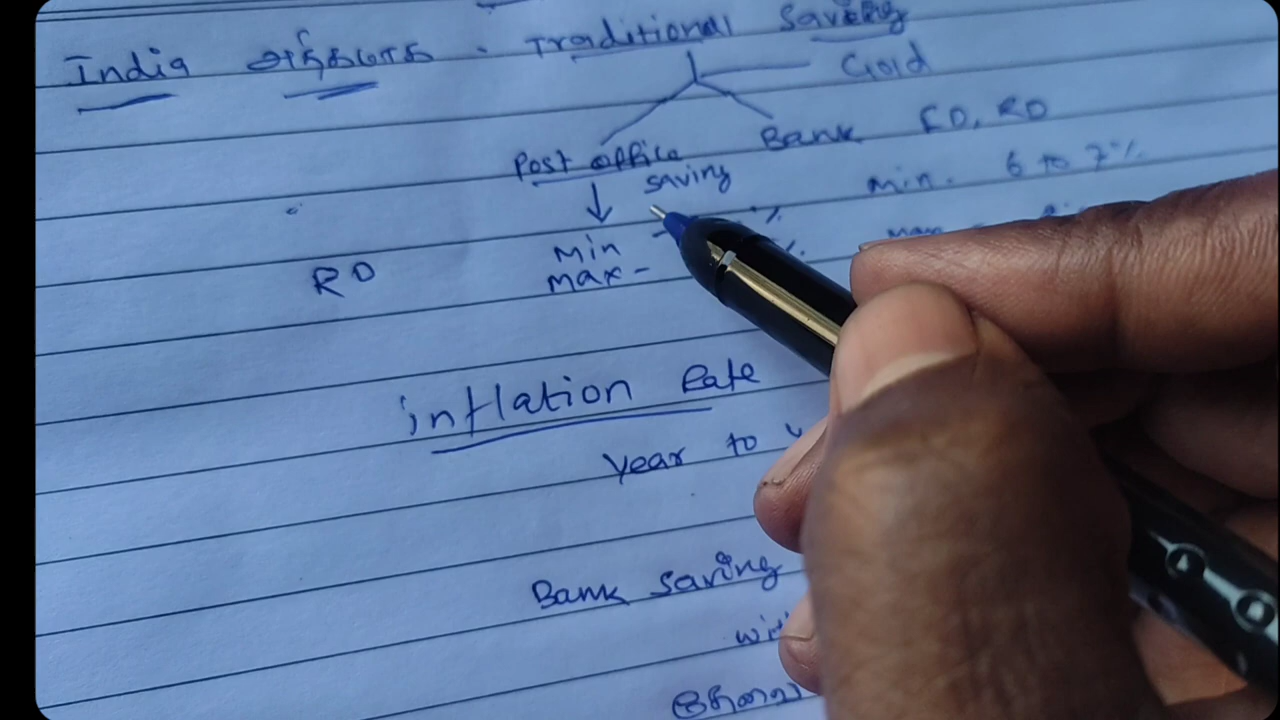 India - Traditional Saving
Gold
Bank FD, RD
Post office
saving
min. 6 to 7%
%
Min
max -
%
RD
inflation Rate
year to
Bank saving